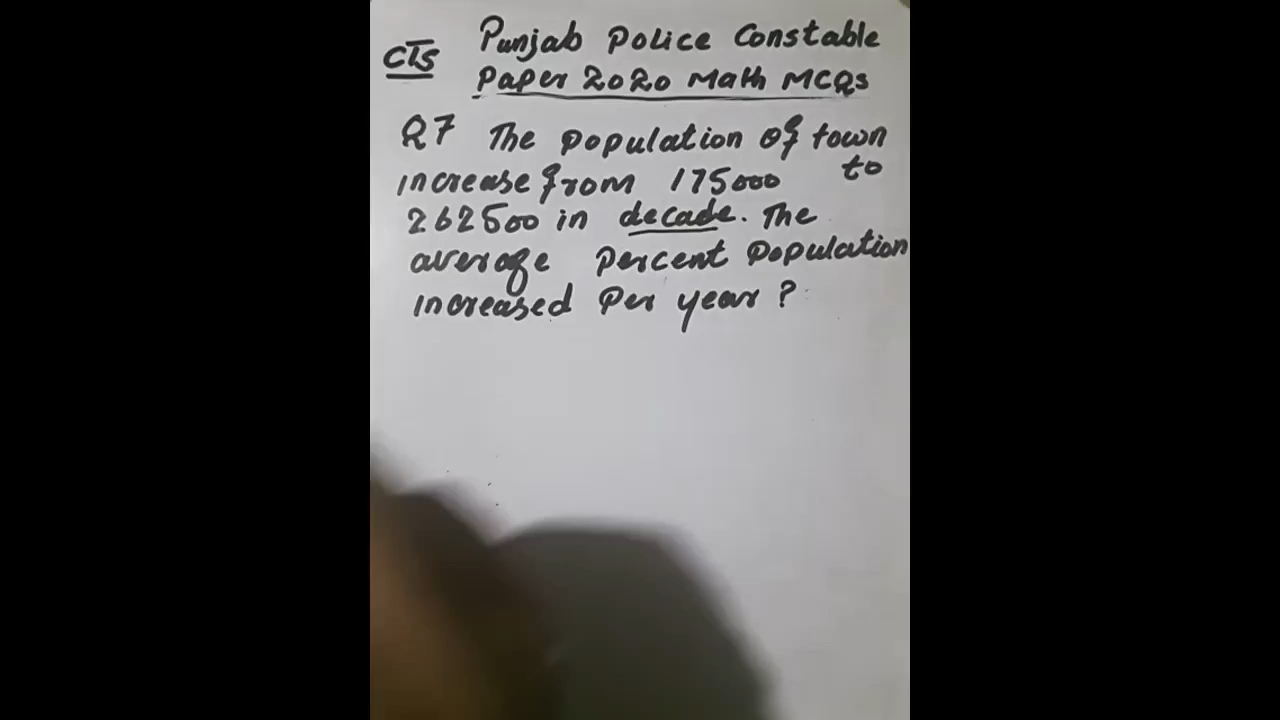 CTS Punjab Police Constable
Paper 2020 Math MCQs
Q7 The Population of town
increase from 175000 to
262500 in decade. The
average Percent Population
increased Per year ?